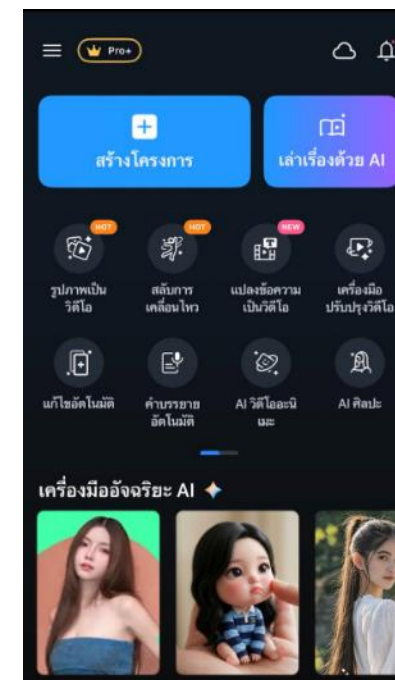 Pro+
สร้างโครงการ
เล่าเรื่องด้วย AI
HOT
HOT
NEW
รูปภาพเป็น
วิดีโอ
สลับการ
เคลื่อนไหว
แปลงข้อความ
เป็นวิดีโอ
เครื่องมือ
ปรับปรุงวิดีโอ
แก้ไขอัตโนมัติ
คำบรรยาย
อัตโนมัติ
AI วิดีโออะนิ
เมะ
AI ศิลปะ
เครื่องมืออัจฉริยะ AI